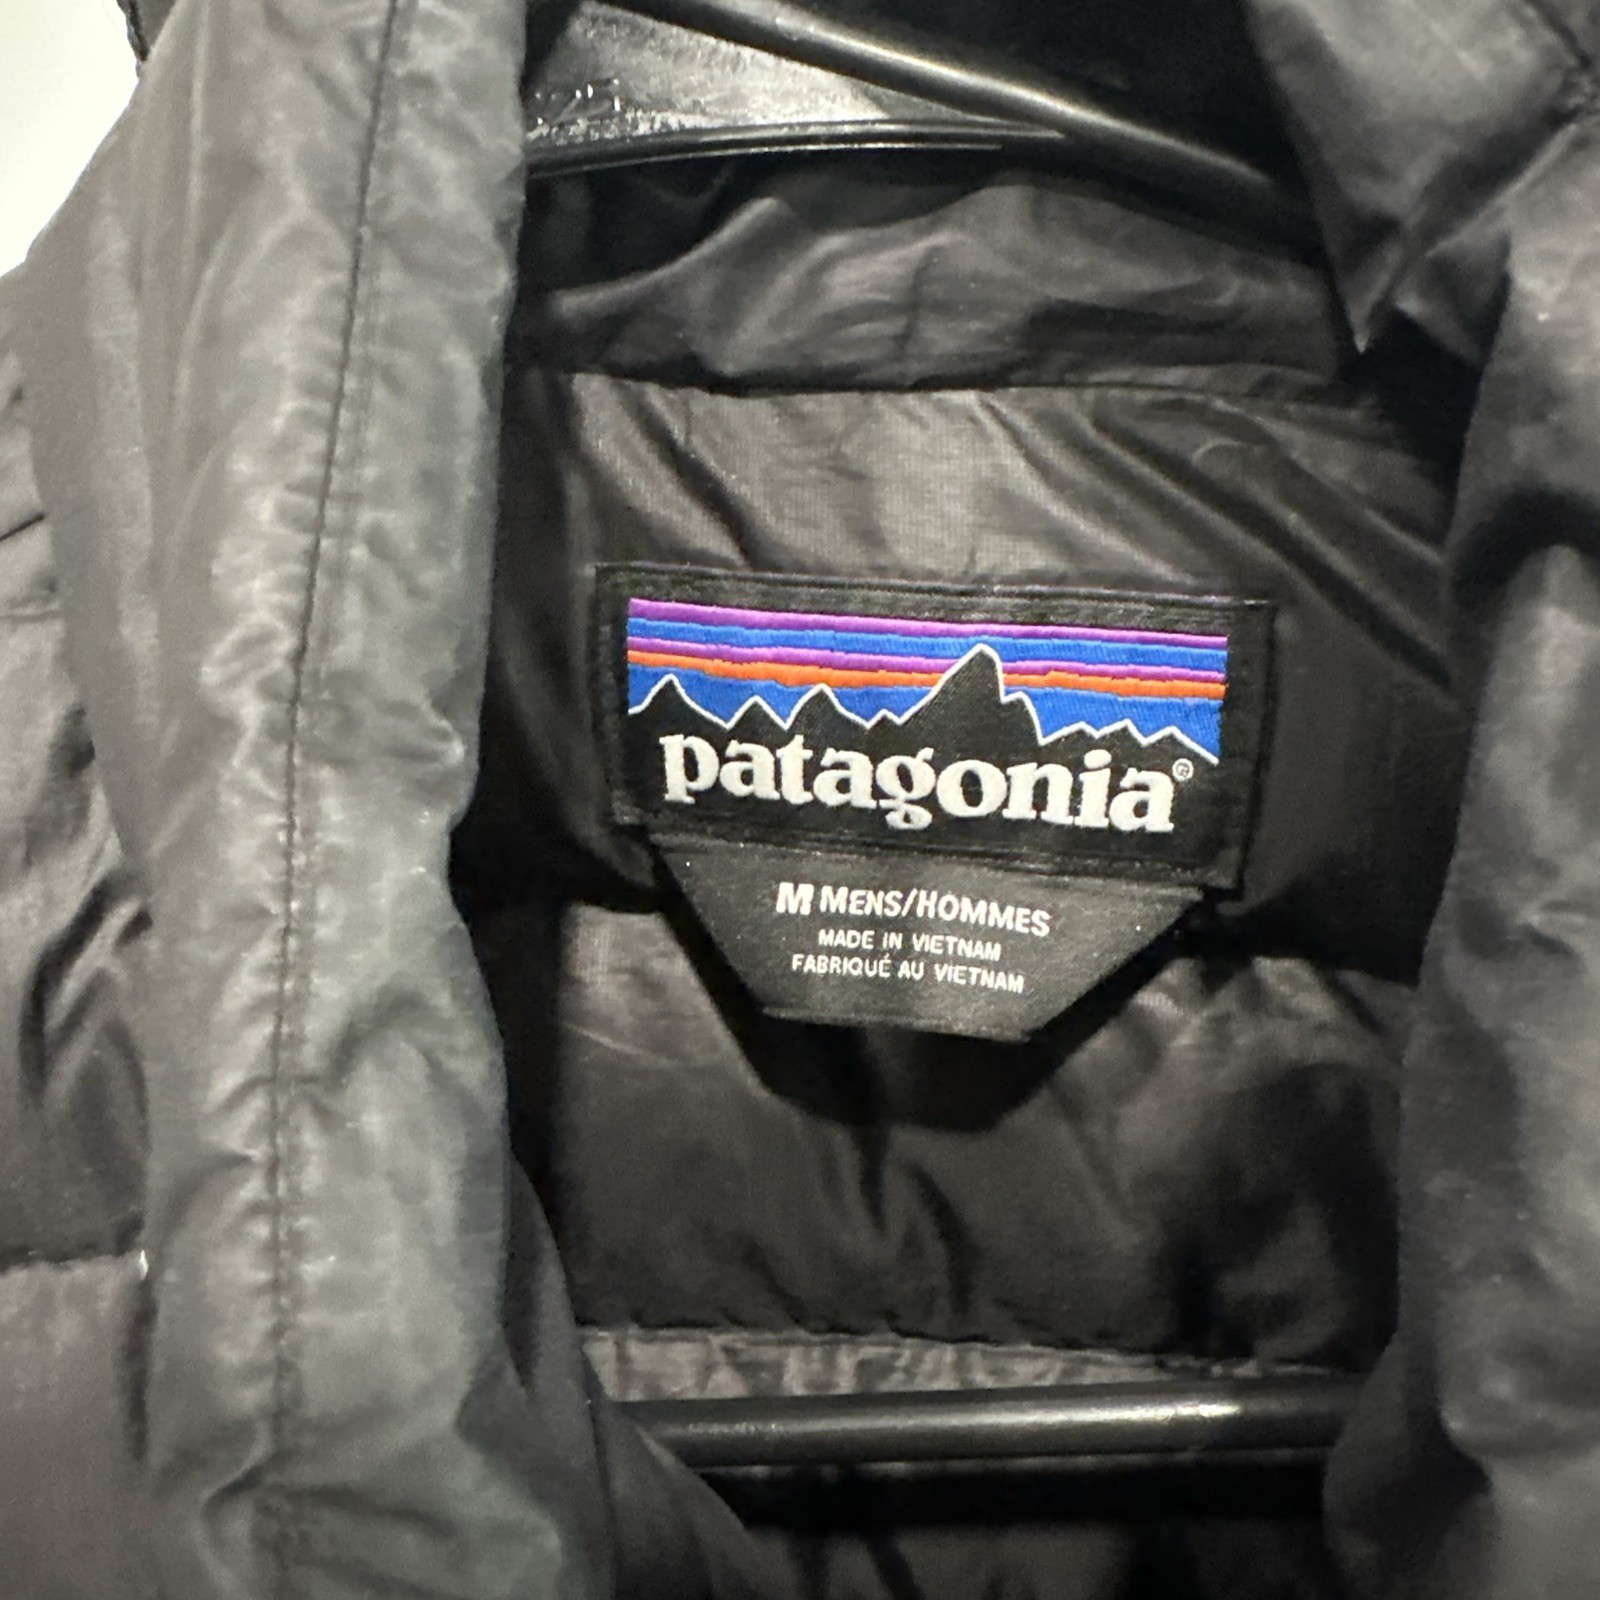 patagonia®
M MENS/HOMMES
MADE IN VIETNAM
FABRIQUÉ AU VIETNAM